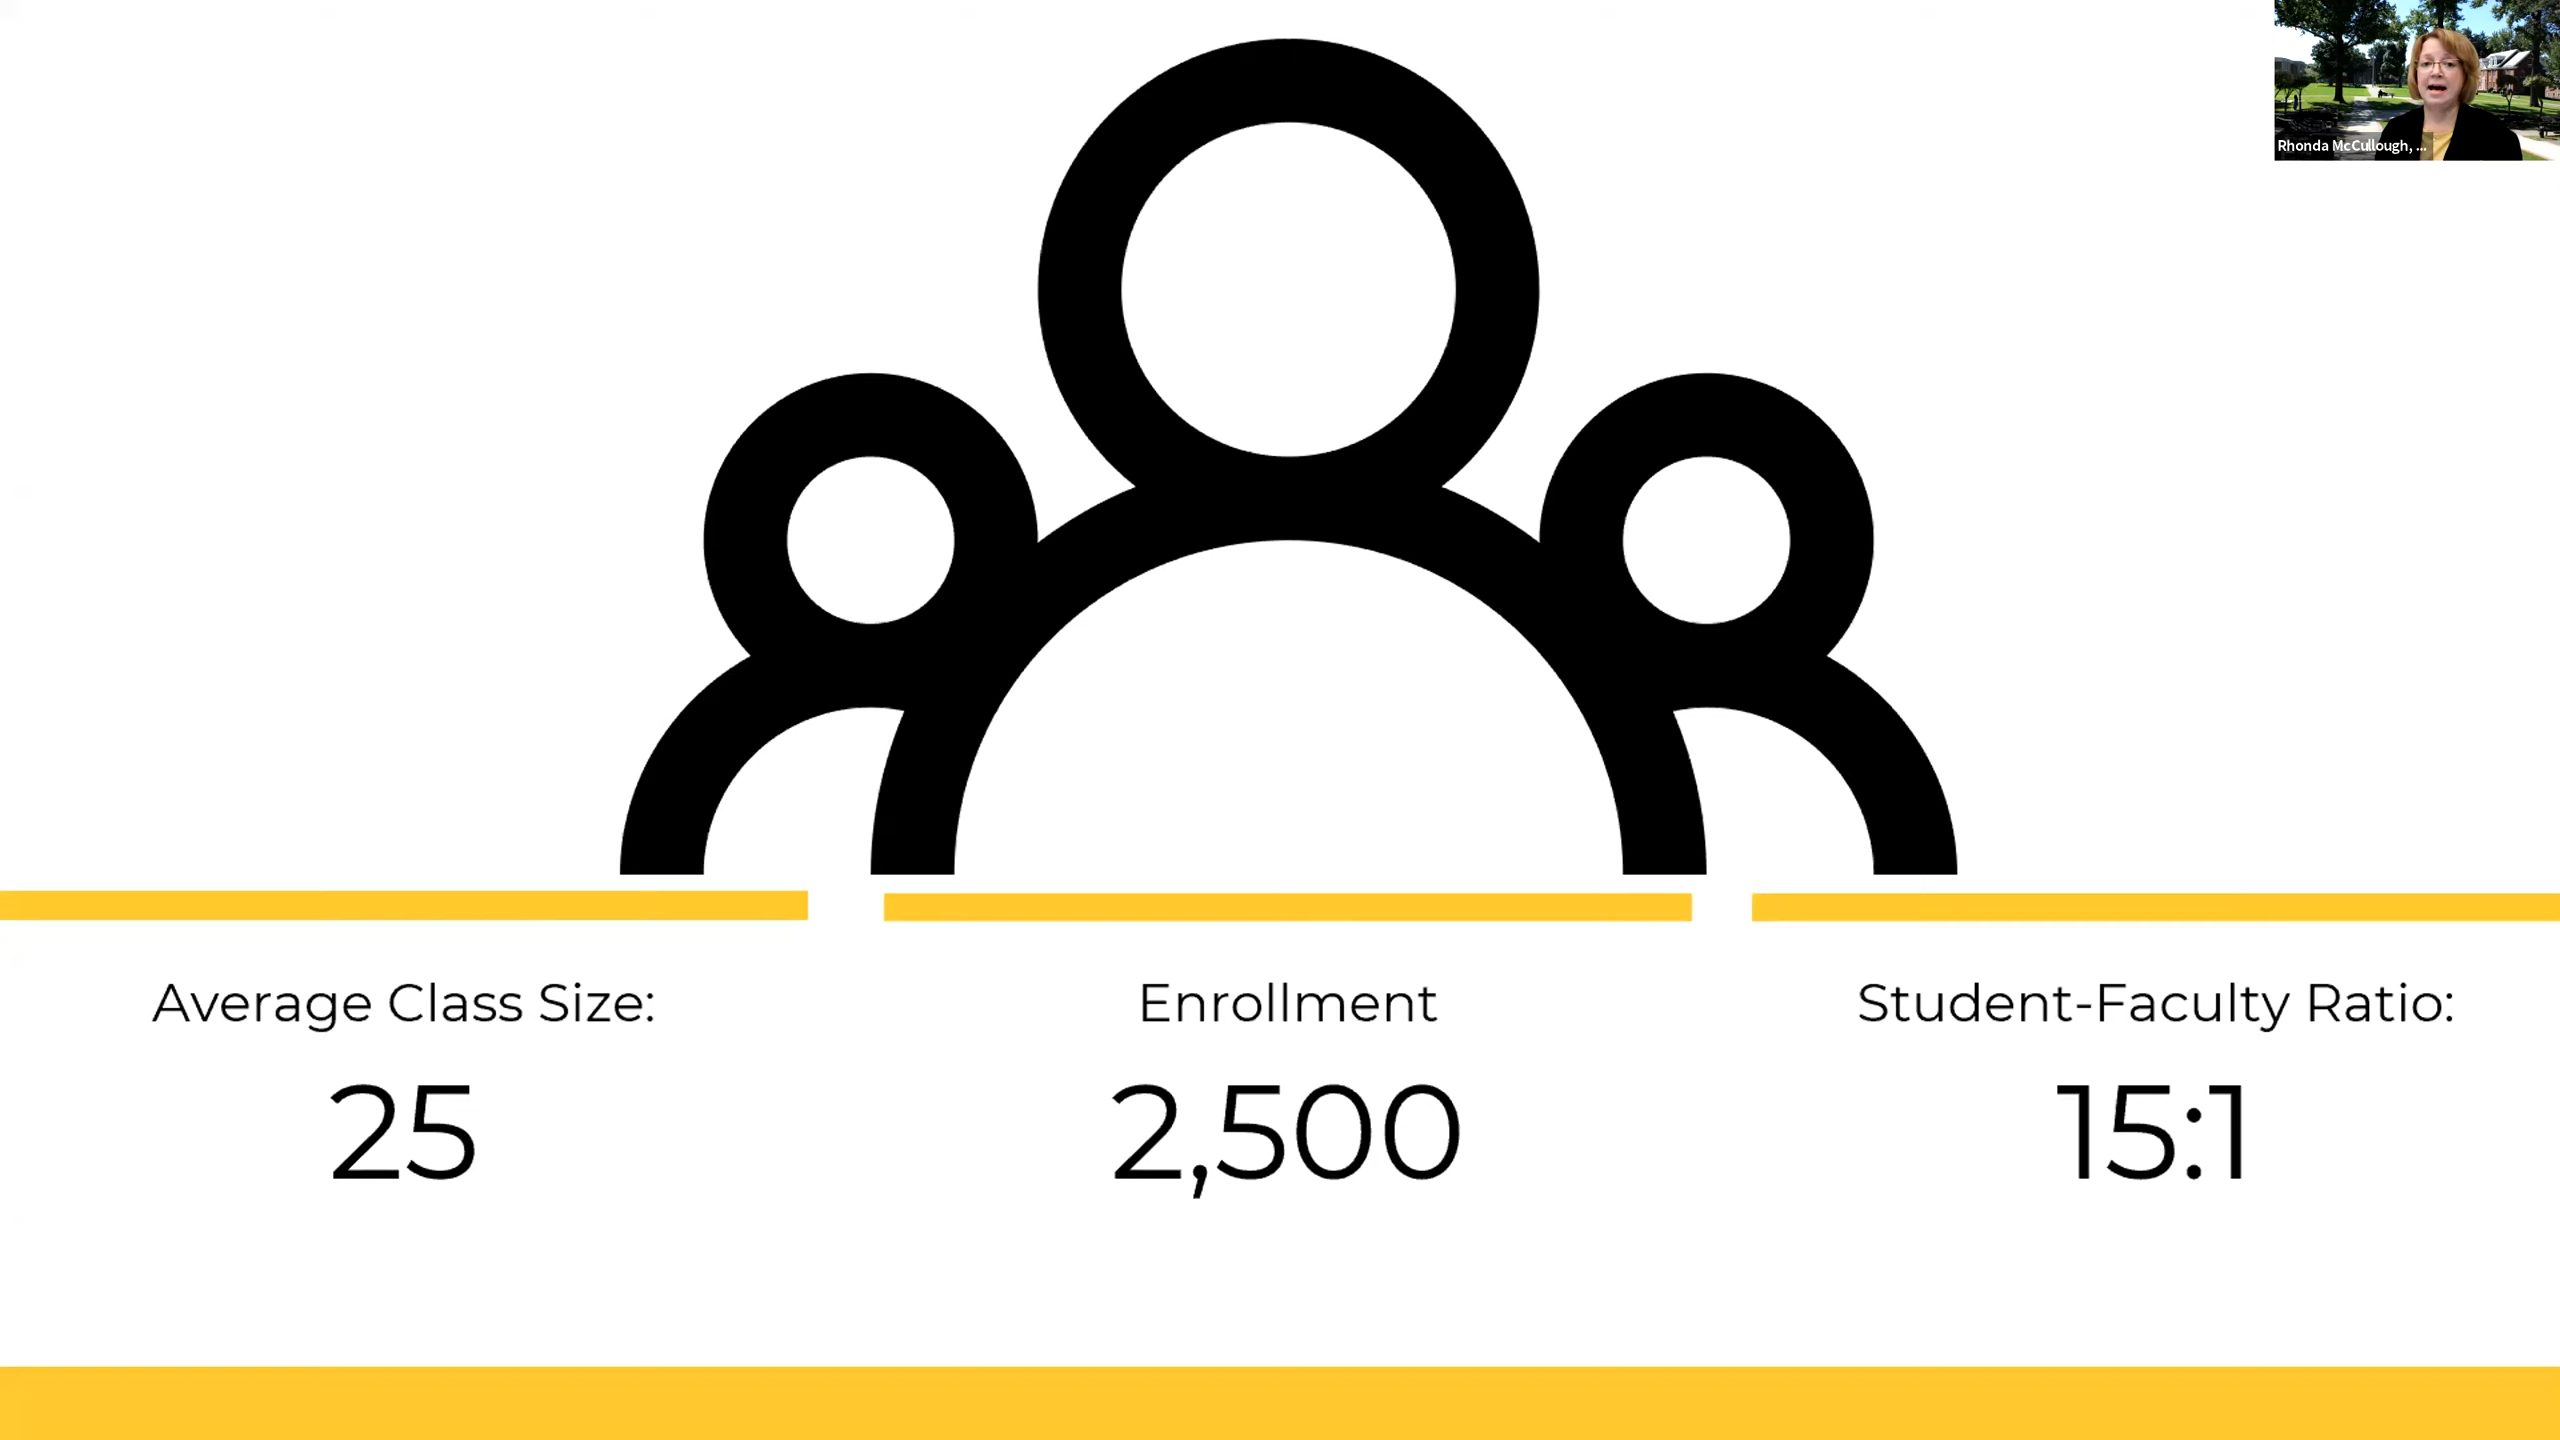 Rhonda McCullough, ...
Average Class Size:
25
Enrollment
2,500
Student-Faculty Ratio:
15:1